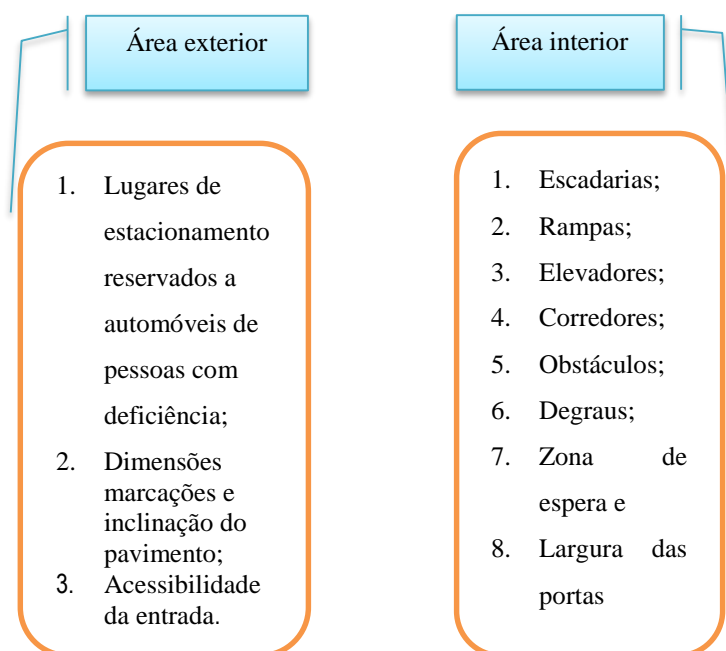 Área exterior
1. Lugares de
estacionamento
reservados a
automóveis de
pessoas com
deficiência;
2. Dimensões
marcações e
inclinação do
pavimento;
3. Acessibilidade
da entrada.
Área interior
1. Escadarias;
2. Rampas;
3. Elevadores;
4. Corredores;
5. Obstáculos;
6. Degraus;
7. Zona de
espera e
8. Largura das
portas